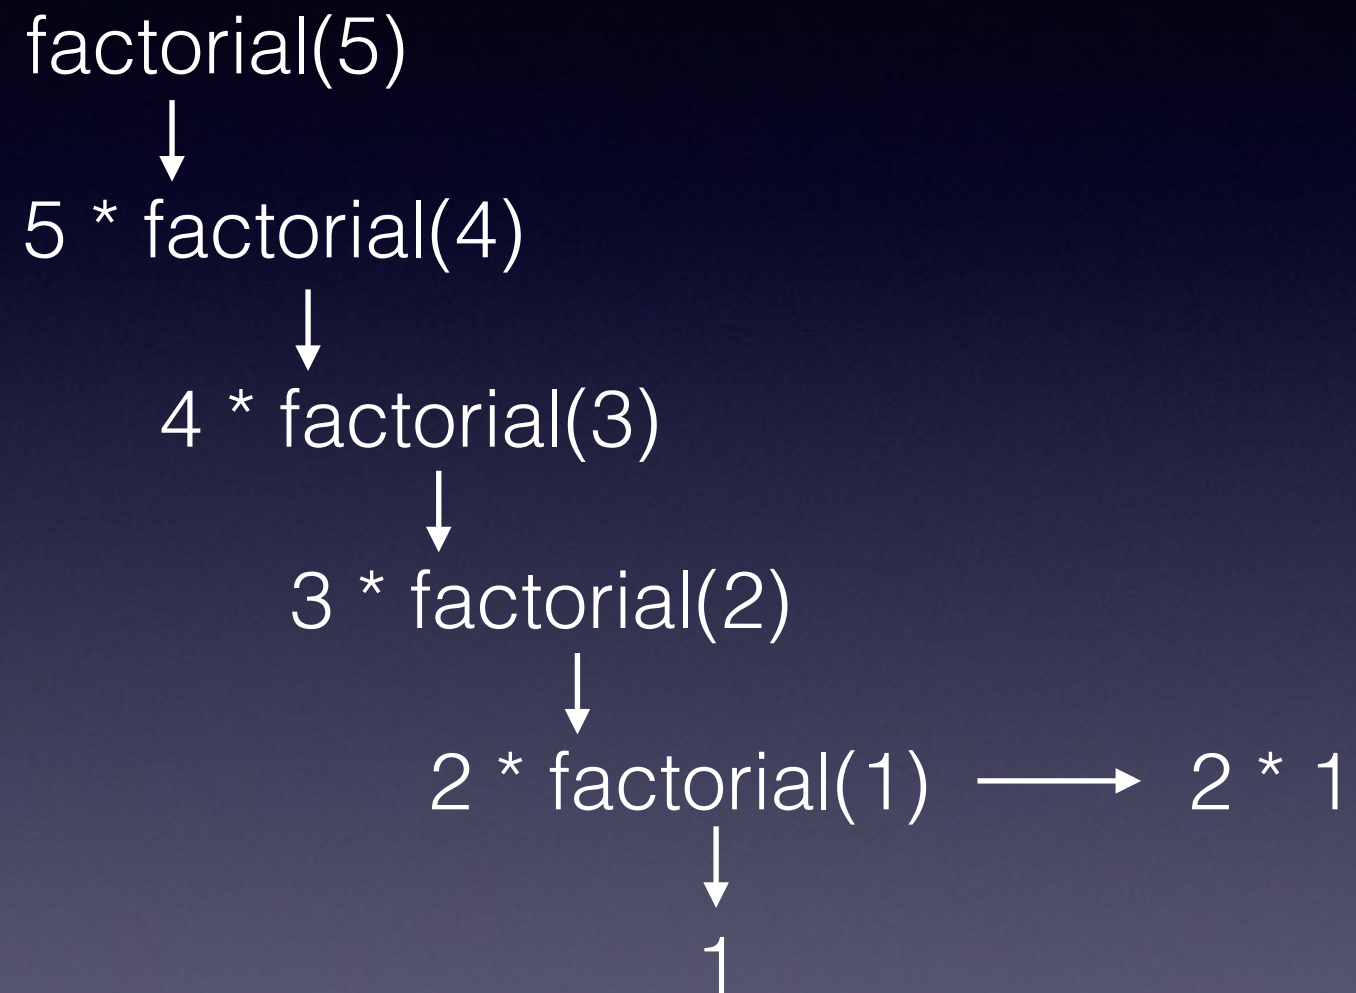 factorial(5)
5 * factorial(4)
4 * factorial(3)
3 * factorial(2)
2 * factorial(1) 2 * 1
1